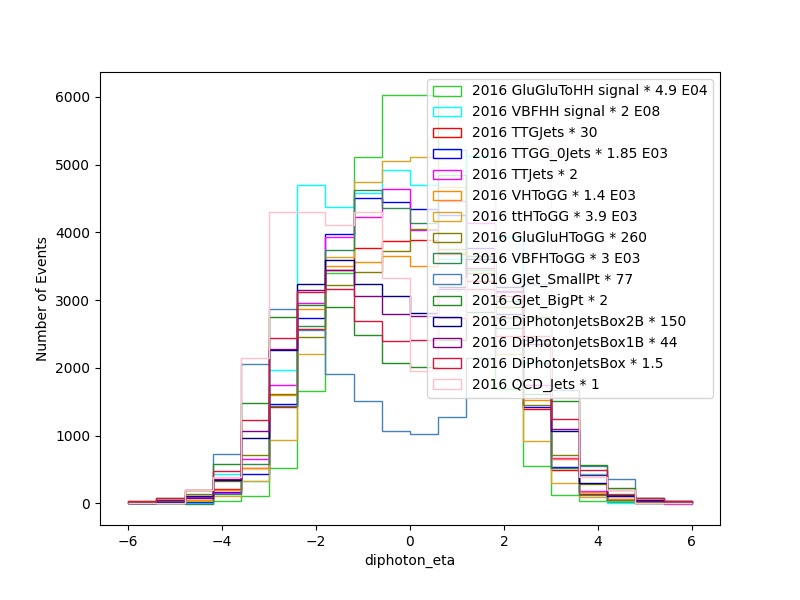 2016 GluGluToHH signal * 4.9 E04
2016 VBFHH signal * 2 E08
2016 TTGJets * 30
2016 TTGG_0Jets * 1.85 E03
2016 TTJets * 2
2016 VHToGG * 1.4 E03
2016 ttHToGG * 3.9 E03
2016 GluGluHToGG * 260
2016 VBFHToGG * 3 E03
2016 GJet_SmallPt * 77
2016 GJet_BigPt * 2
2016 DiPhotonJetsBox2B * 150
2016 DiPhotonJetsBox1B * 44
2016 DiPhotonJetsBox * 1.5
2016 QCD_Jets * 1
Number of Events
6000
5000
4000
3000
2000
1000
0
−6 −4 −2 0 2 4 6
diphoton_eta